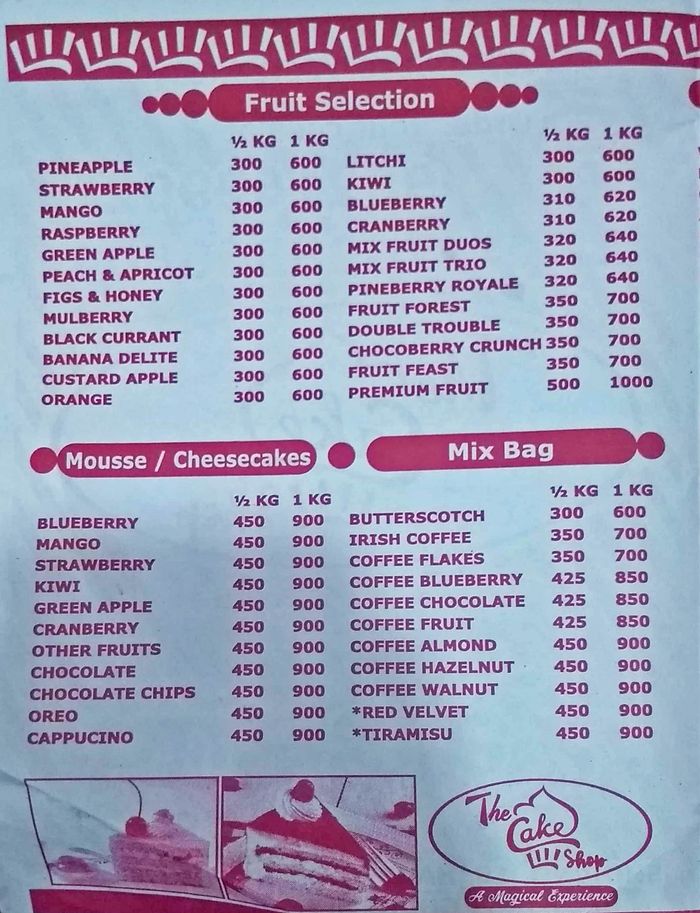 Fruit Selection
½ KG 1 KG
PINEAPPLE 300 600
STRAWBERRY 300 600
MANGO 300 600
RASPBERRY 300 600
GREEN APPLE 300 600
PEACH & APRICOT 300 600
FIGS & HONEY 300 600
MULBERRY 300 600
BLACK CURRANT 300 600
BANANA DELITE 300 600
CUSTARD APPLE 300 600
ORANGE 300 600
½ KG 1 KG
LITCHI 300 600
KIWI 300 600
BLUEBERRY 310 620
CRANBERRY 310 620
MIX FRUIT DUOS 320 640
MIX FRUIT TRIO 320 640
PINEBERRY ROYALE 320 640
FRUIT FOREST 350 700
DOUBLE TROUBLE 350 700
CHOCOBERRY CRUNCH 350 700
FRUIT FEAST 350 700
PREMIUM FRUIT 500 1000
Mousse / Cheesecakes
½ KG 1 KG
BLUEBERRY 450 900
MANGO 450 900
STRAWBERRY 450 900
KIWI 450 900
GREEN APPLE 450 900
CRANBERRY 450 900
OTHER FRUITS 450 900
CHOCOLATE 450 900
CHOCOLATE CHIPS 450 900
OREO 450 900
CAPPUCINO 450 900
Mix Bag
½ KG 1 KG
BUTTERSCOTCH 300 600
IRISH COFFEE 350 700
COFFEE FLAKES 350 700
COFFEE BLUEBERRY 425 850
COFFEE CHOCOLATE 425 850
COFFEE FRUIT 425 850
COFFEE ALMOND 450 900
COFFEE HAZELNUT 450 900
COFFEE WALNUT 450 900
*RED VELVET 450 900
*TIRAMISU 450 900
The
Cake
Shop
A Magical Experience